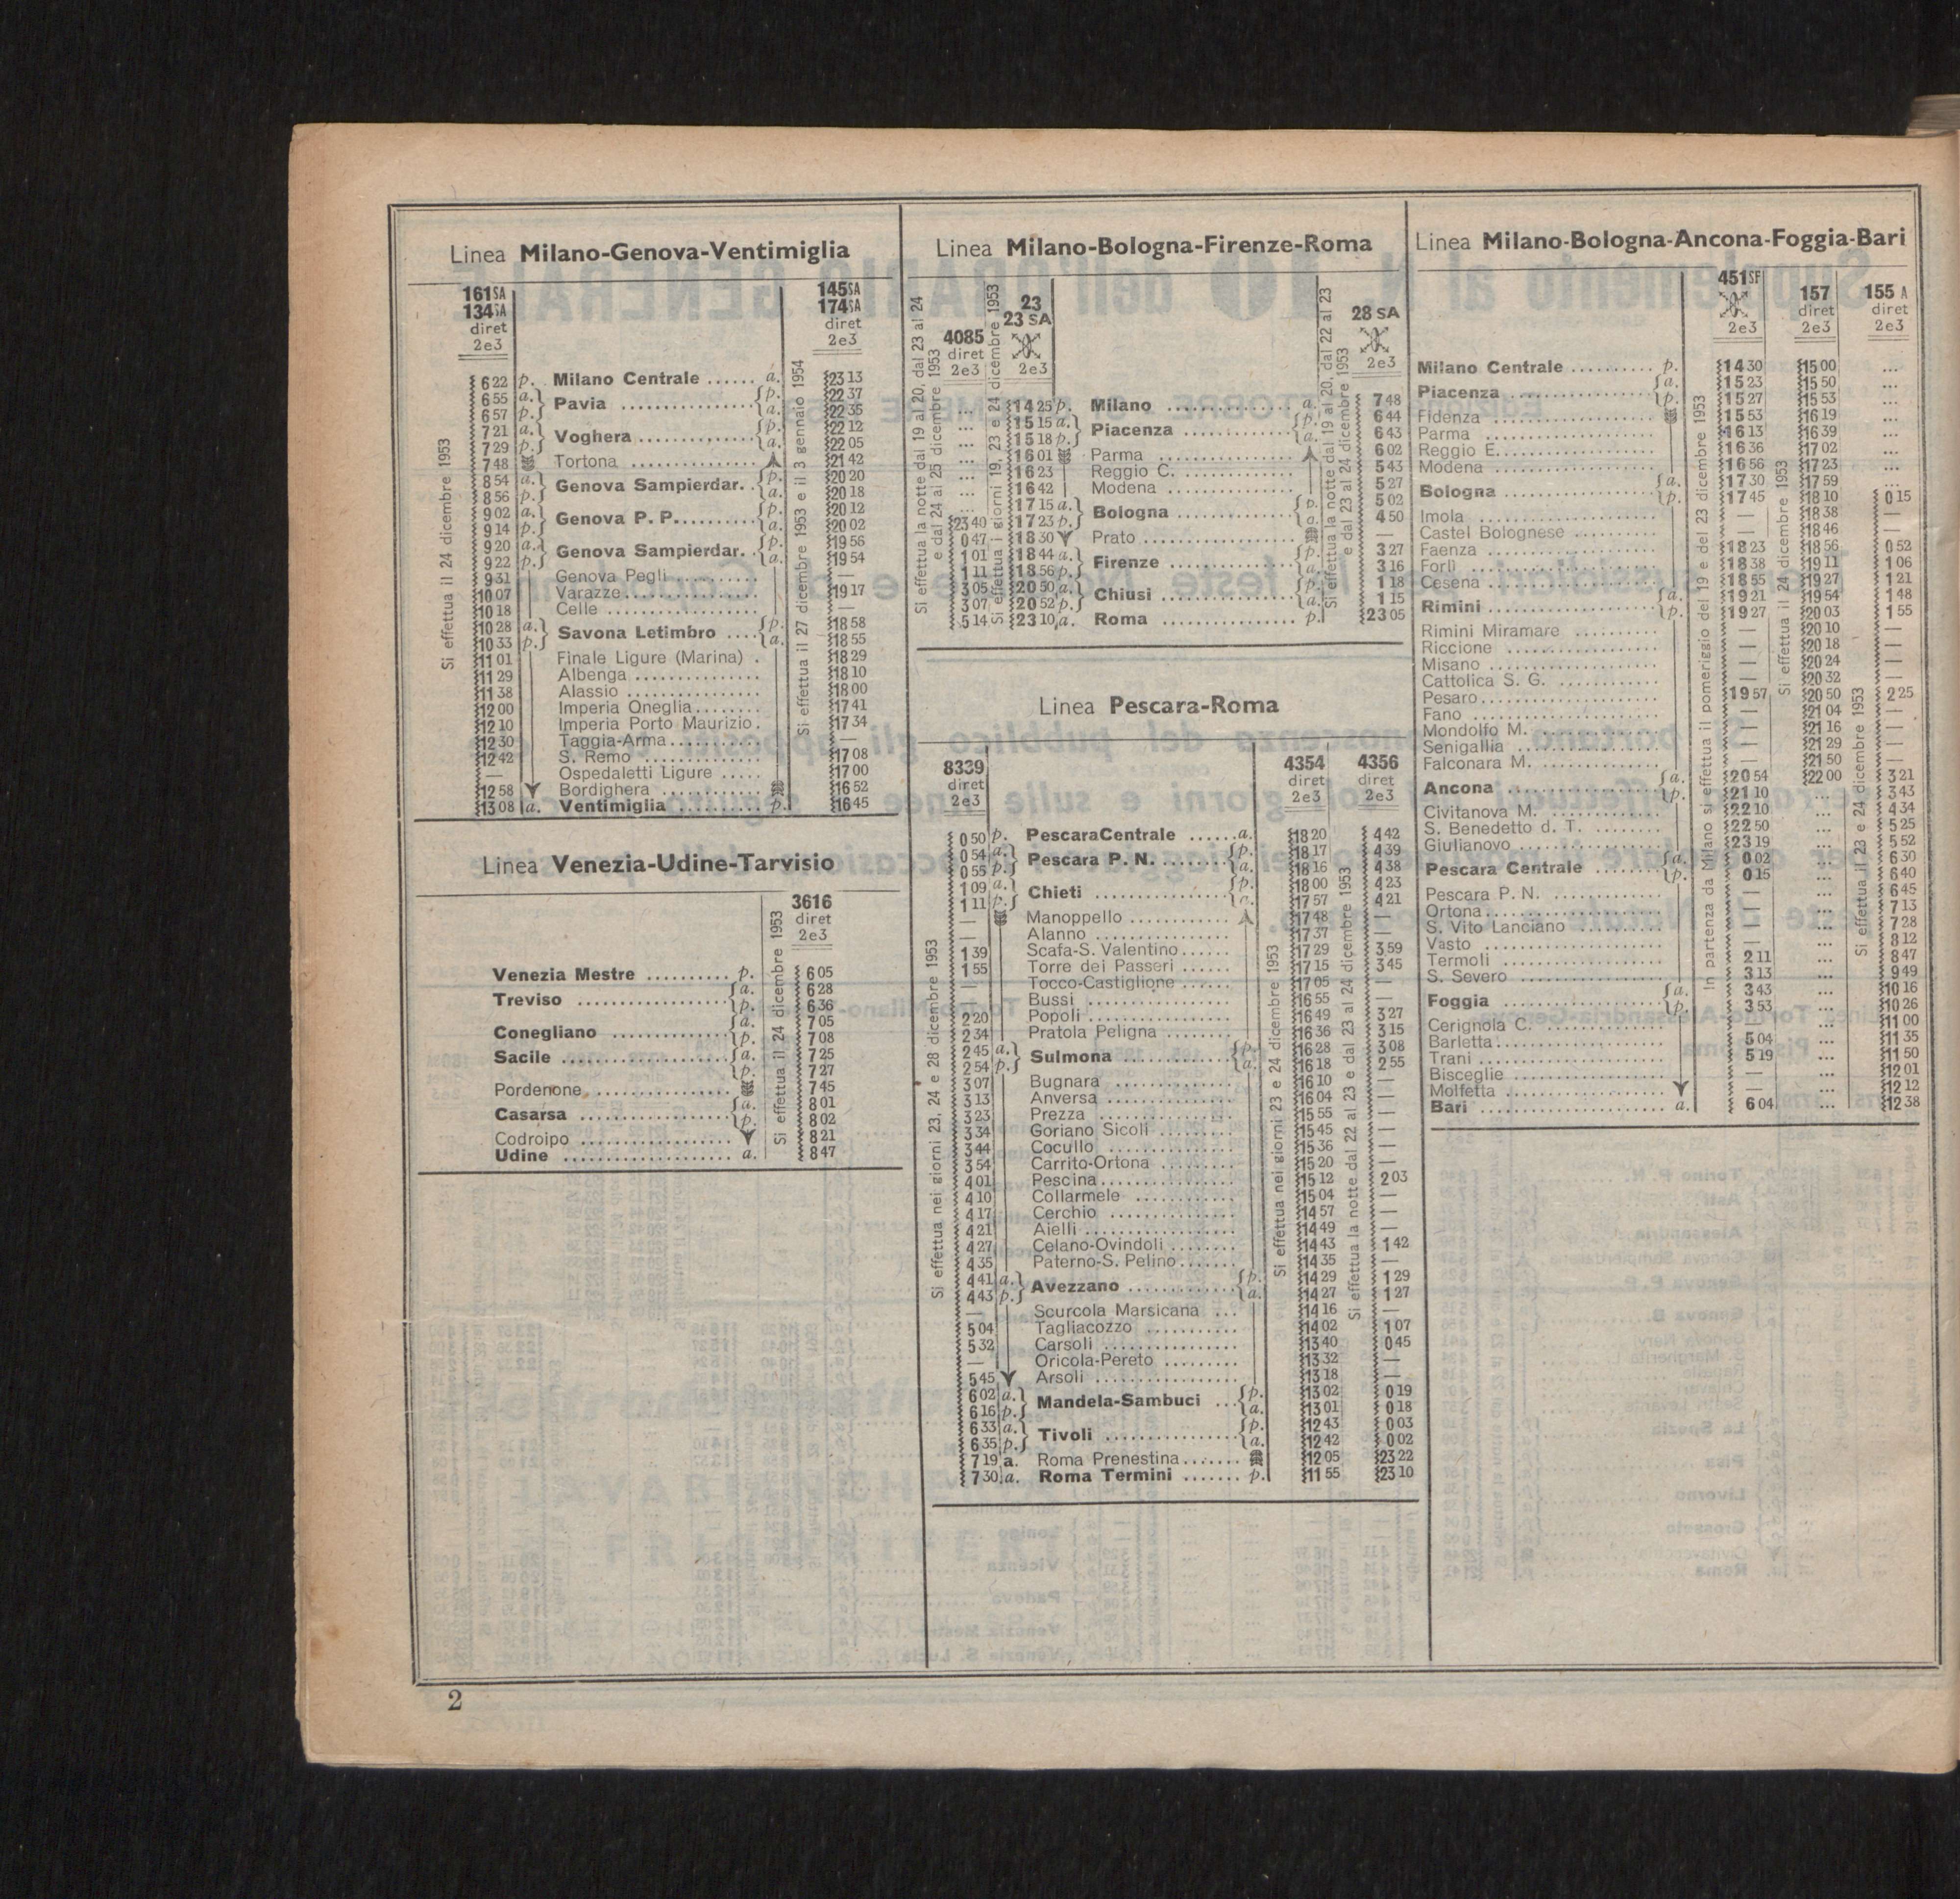 Linea Milano-Genova-Ventimiglia
161SA 134SA diret 2e3
145SA 174SA diret 2e3
Si effettua il 24 dicembre 1953
Si effettua il 27 dicembre 1953 e il 3 gennaio 1954
6 22 p. Milano Centrale ...... a. 23 13
6 55 a. Pavia p. 22 37
6 57 p. a. 22 35
7 21 a. Voghera p. 22 12
7 29 p. a. 22 05
7 48 Tortona 21 42
8 54 a. Genova Sampierdar. p. 20 20
8 56 p. a. 20 18
9 02 a. Genova P. P. p. 20 12
9 14 p. a. 20 02
9 20 a. Genova Sampierdar. p. 19 56
9 22 p. a. 19 54
9 31 Genova Pegli —
10 07 Varazze 19 17
10 18 Celle —
10 28 a. Savona Letimbro p. 18 58
10 33 p. a. 18 55
11 01 Finale Ligure (Marina) . 18 29
11 29 Albenga 18 10
11 38 Alassio 18 00
12 00 Imperia Oneglia 17 41
12 10 Imperia Porto Maurizio . 17 34
12 30 Taggia-Arma —
12 42 S. Remo 17 08
— Ospedaletti Ligure 17 00
12 58 Bordighera 16 52
13 08 a. Ventimiglia p. 16 45
Linea Venezia-Udine-Tarvisio
3616 diret 2e3
Si effettua il 24 dicembre 1953
Venezia Mestre p. 6 05
Treviso a. 6 28
p. 6 36
Conegliano a. 7 05
p. 7 08
Sacile a. 7 25
p. 7 27
Pordenone 7 45
Casarsa a. 8 01
p. 8 02
Codroipo 8 21
Udine a. 8 47
Linea Milano-Bologna-Firenze-Roma
4085 diret 2e3
23 23 SA 2e3
28 SA 2e3
Si effettua la notte dal 19 al 20, dal 23 al 24 e dal 24 al 25 dicembre 1953
Si effettua i giorni 19, 23 e 24 dicembre 1953
Si effettua la notte dal 19 al 20, dal 22 al 23 e dal 23 al 24 dicembre 1953
... 14 25 p. Milano a. 7 48
... 15 15 a. Piacenza p. 6 44
... 15 18 p. a. 6 43
... 16 01 Parma 6 02
... 16 23 Reggio C. 5 43
... 16 42 Modena 5 27
... 17 15 a. Bologna p. 5 02
23 40 17 23 p. a. 4 50
0 47 18 30 Prato —
1 01 18 44 a. Firenze p. 3 27
1 11 18 56 p. a. 3 16
3 05 20 50 a. Chiusi p. 1 18
3 07 20 52 p. a. 1 15
5 14 23 10 a. Roma p. 23 05
Linea Pescara-Roma
8339 diret 2e3
4354 diret 2e3
4356 diret 2e3
Si effettua nei giorni 23, 24 e 28 dicembre 1953
Si effettua nei giorni 23 e 24 dicembre 1953
Si effettua la notte dal 22 al 23 e dal 23 al 24 dicembre 1953
0 50 p. PescaraCentrale ...... a. 18 20 4 42
0 54 a. Pescara P. N. p. 18 17 4 39
0 55 p. a. 18 16 4 38
1 09 a. Chieti p. 18 00 4 23
1 11 p. a. 17 57 4 21
— Manoppello 17 48 —
— Alanno 17 37 —
1 39 Scafa-S. Valentino 17 29 3 59
1 55 Torre dei Passeri 17 15 3 45
— Tocco-Castiglione 17 05 —
— Bussi 16 55 —
2 20 Popoli 16 49 3 27
2 34 Pratola Peligna 16 36 3 15
2 45 a. Sulmona p. 16 28 3 08
2 54 p. a. 16 18 2 55
3 07 Bugnara 16 10 —
3 13 Anversa 16 04 —
3 23 Prezza 15 55 —
3 34 Goriano Sicoli 15 45 —
3 44 Cocullo 15 36 —
3 54 Carrito-Ortona 15 20 —
4 01 Pescina 15 12 2 03
4 10 Collarmele 15 04 —
4 17 Cerchio 14 57 —
4 21 Aielli 14 49 —
4 27 Celano-Ovindoli 14 43 1 42
4 35 Paterno-S. Pelino 14 35 —
4 41 a. Avezzano p. 14 29 1 29
4 43 p. a. 14 27 1 27
— Scurcola Marsicana 14 16 —
5 04 Tagliacozzo 14 02 1 07
5 32 Carsoli 13 40 0 45
— Oricola-Pereto 13 32 —
5 45 Arsoli 13 18 —
6 02 a. Mandela-Sambuci p. 13 02 0 19
6 16 p. a. 13 01 0 18
6 33 a. Tivoli p. 12 43 0 03
6 35 p. a. 12 42 0 02
7 19 a. Roma Prenestina 12 05 23 22
7 30 a. Roma Termini p. 11 55 23 10
Linea Milano-Bologna-Ancona-Foggia-Bari
451SF 2e3
157 diret 2e3
155 A diret 2e3
In partenza da Milano si effettua il pomeriggio del 19 e del 23 dicembre 1953
Si effettua il 24 dicembre 1953
Si effettua il 23 e 24 dicembre 1953
Milano Centrale p. 14 30 15 00 ...
Piacenza a. 15 23 15 50 ...
p. 15 27 15 53 ...
Fidenza 15 53 16 19 ...
Parma 16 13 16 39 ...
Reggio E. 16 36 17 02 ...
Modena 16 56 17 23 ...
Bologna a. 17 30 17 59 ...
p. 17 45 18 10 0 15
Imola — 18 38 —
Castel Bolognese — 18 46 —
Faenza 18 23 18 56 0 52
Forlì 18 38 19 11 1 06
Cesena 18 55 19 27 1 21
Rimini a. 19 21 19 54 1 48
p. 19 27 20 03 1 55
Rimini Miramare — 20 10 —
Riccione — 20 18 —
Misano — 20 24 —
Cattolica S. G. — 20 32 —
Pesaro 19 57 20 50 2 25
Fano — 21 04 —
Mondolfo M. — 21 16 —
Senigallia — 21 29 —
Falconara M. — 21 50 —
Ancona a. 20 54 22 00 3 21
p. 21 10 ... 3 43
Civitanova M. 22 10 ... 4 34
S. Benedetto d. T. 22 50 ... 5 25
Giulianovo 23 19 ... 5 52
Pescara Centrale a. 0 02 ... 6 30
p. 0 15 ... 6 40
Pescara P. N. — ... 6 45
Ortona — ... 7 13
S. Vito Lanciano — ... 7 28
Vasto — ... 8 12
Termoli 2 11 ... 8 47
S. Severo 3 13 ... 9 49
Foggia a. 3 43 ... 10 16
p. 3 53 ... 10 26
Cerignola C. — ... 11 00
Barletta 5 04 ... 11 35
Trani 5 19 ... 11 50
Bisceglie — ... 12 01
Molfetta — ... 12 12
Bari a. 6 04 ... 12 38
2